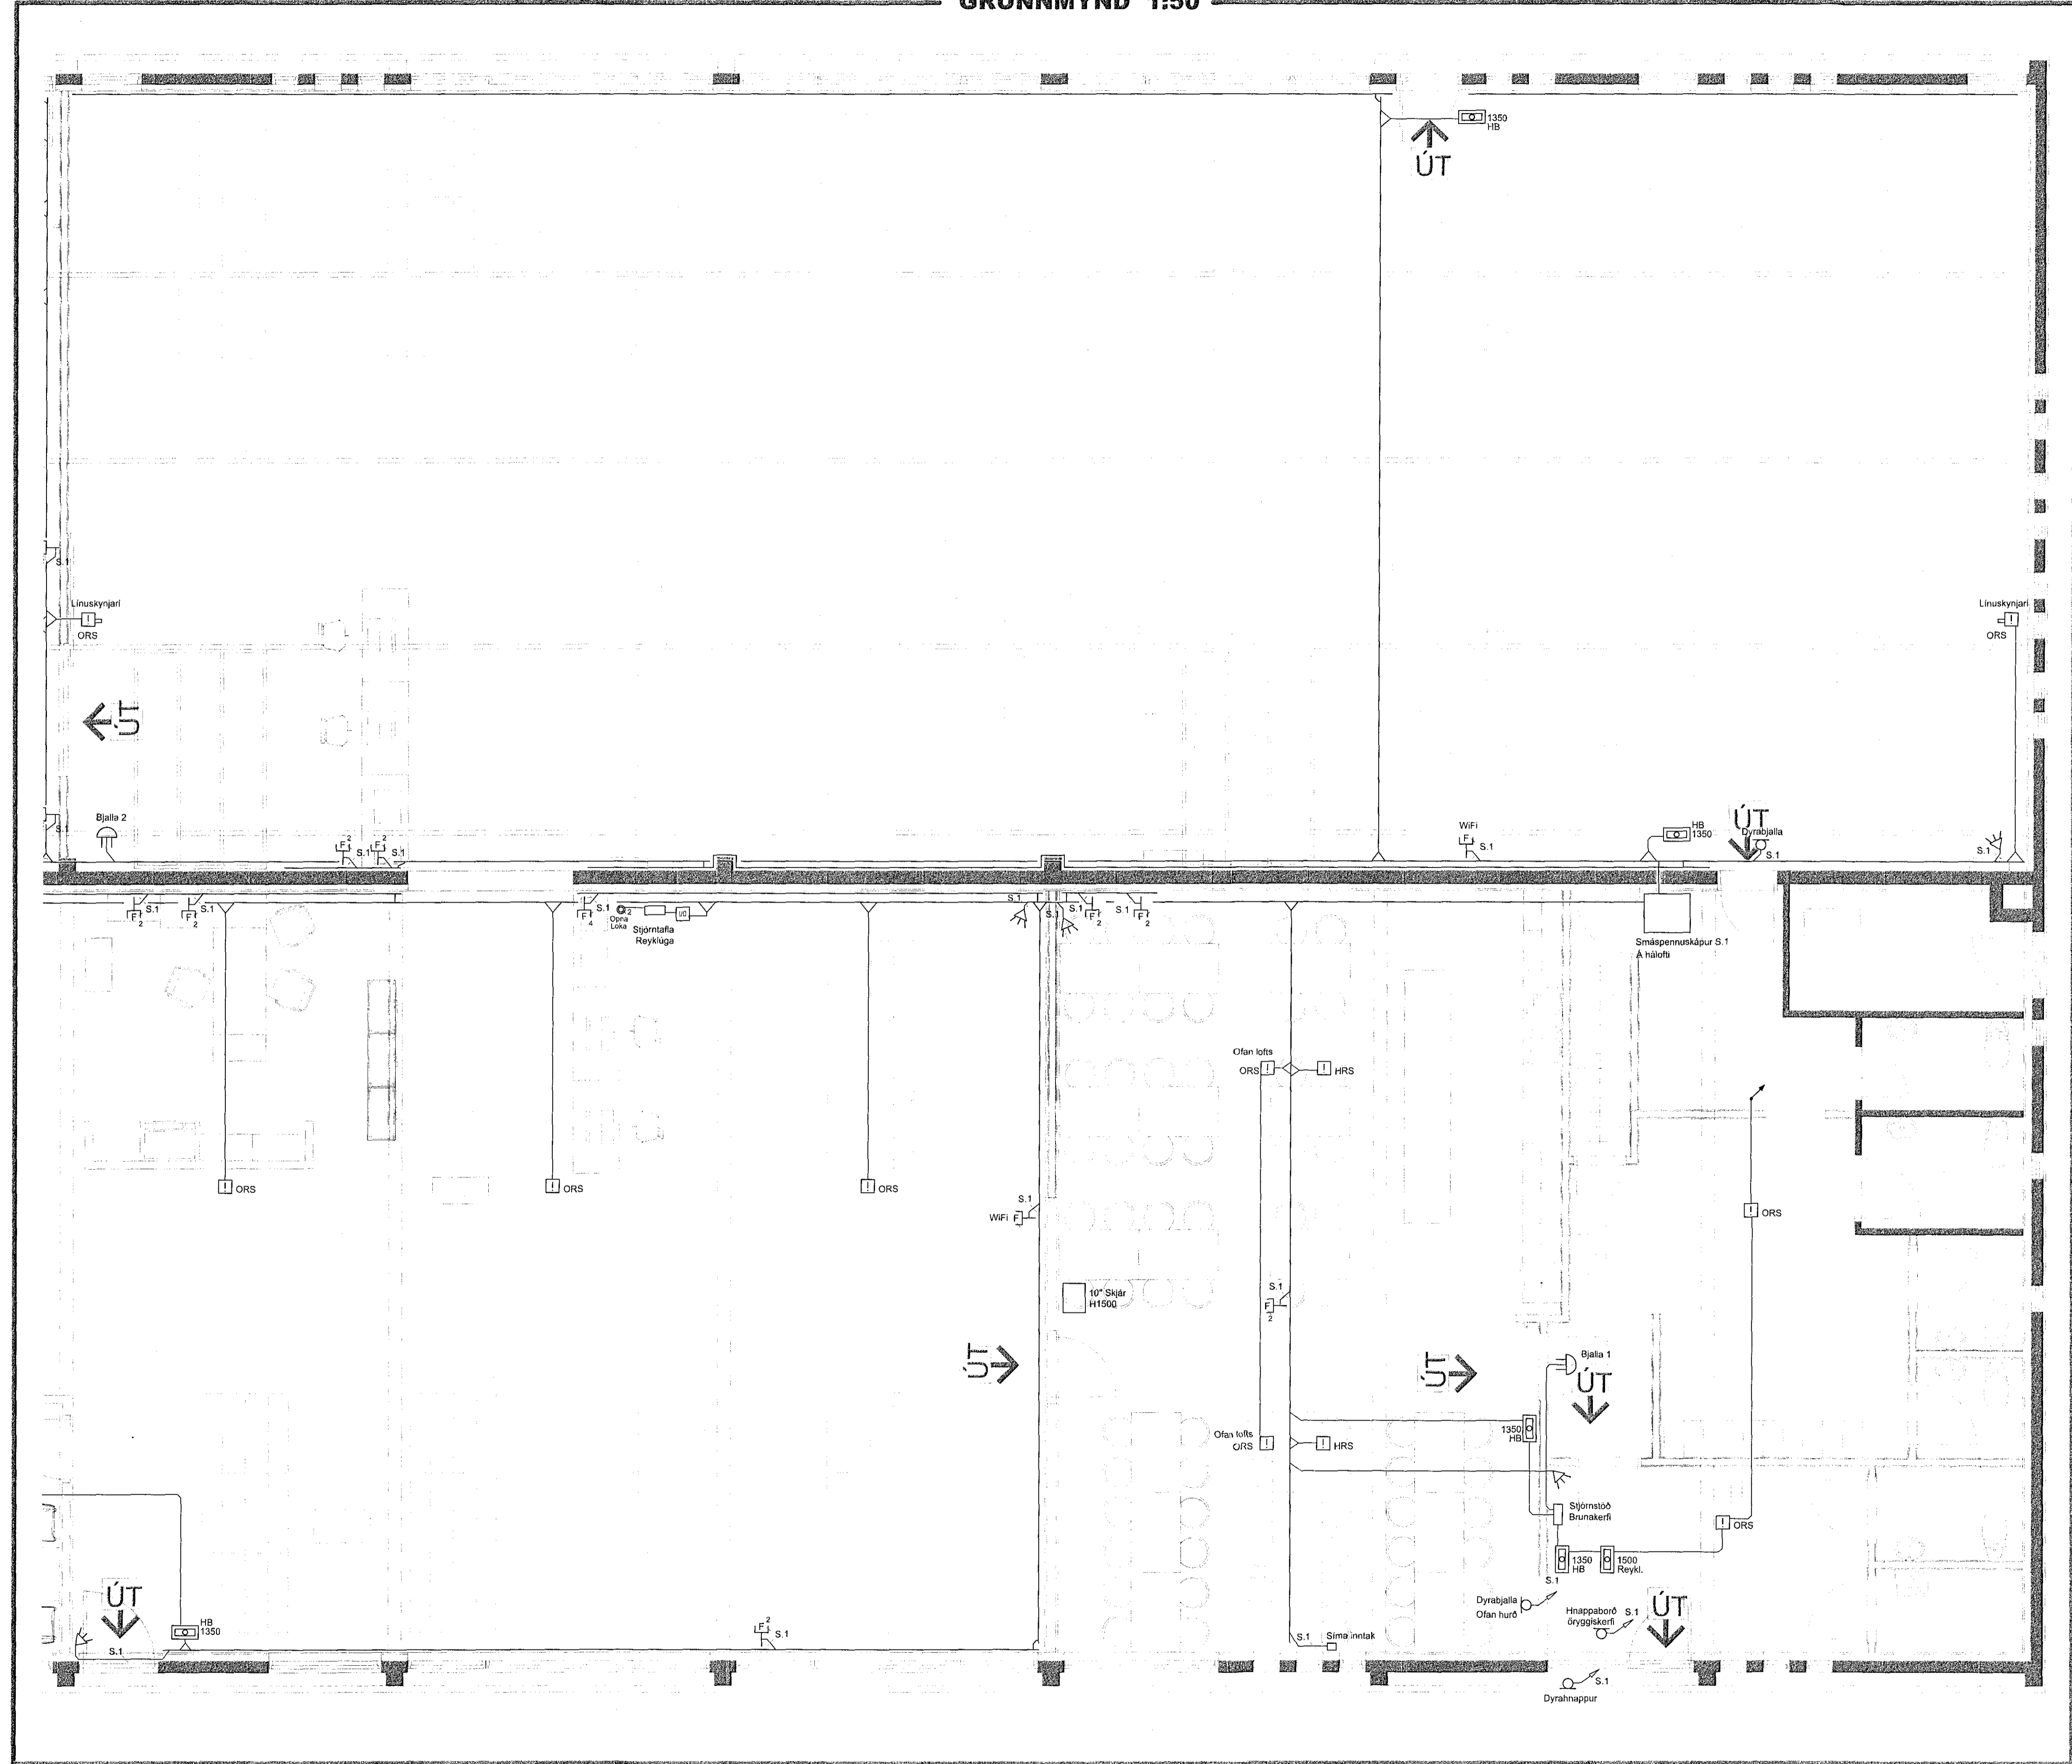 GRUNNMYND 1:50
1350
HB
ÚT
S.1
Línuskynjari
ORS
Línuskynjari
ORS
ÚT
Bjalla 2
S.1
F 2
S.1
F 2
S.1
WiFi
F
S.1
HB
1350
ÚT
Dyrabjalla
S.1
S.1
S.1
F
2
S.1
F
2
S.1
F
4
2
Opna
Loka
I/O
Stjórntafla
Reyklúga
S.1
S.1
S.1
F
2
S.1
F
2
Smáspennuskápur S.1
Á hálofti
Ofan lofts
ORS
HRS
ORS
ORS
ORS
ORS
S.1
WiFi F
10" Skjár
H1500
S.1
F
2
ÚT
ÚT
Bjalla 1
ÚT
1350
HB
Ofan lofts
ORS
HRS
Stjórnstöð
Brunakerfi
ORS
1350
HB
1500
Reykl.
S.1
Dyrabjalla
Ofan hurð
Hnappaborð
öryggiskerfi
S.1
ÚT
ÚT
HB
1350
S.1
F 2
S.1
S.1
Símainntak
S.1
Dyrahnappur